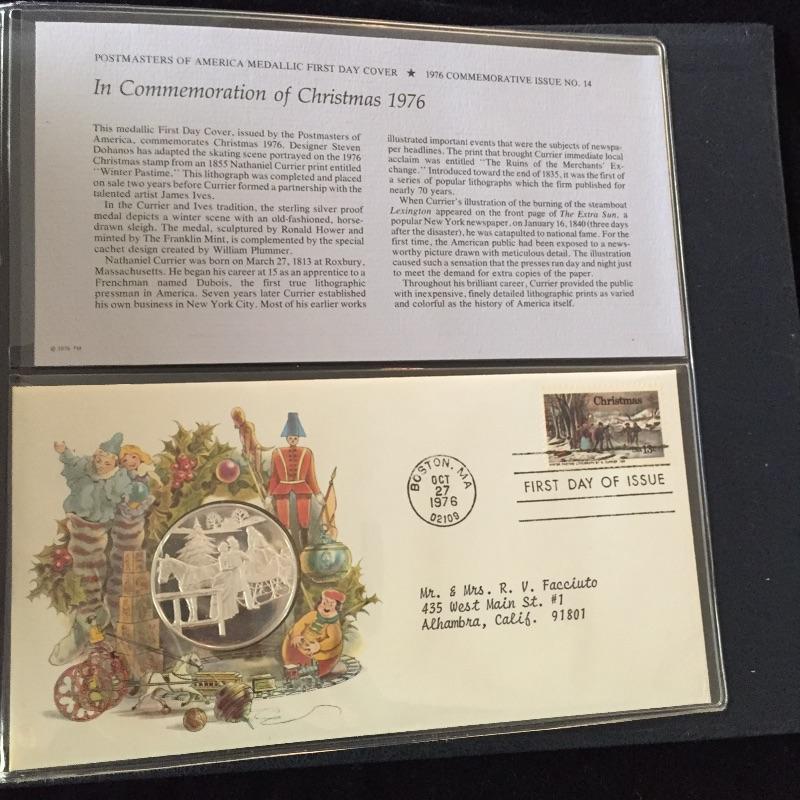 POSTMASTERS OF AMERICA MEDALLIC FIRST DAY COVER ★ 1976 COMMEMORATIVE ISSUE NO. 14
In Commemoration of Christmas 1976
This medallic First Day Cover, issued by the Postmasters of
America, commemorates Christmas 1976. Designer Steven
Dohanos has adapted the skating scene portrayed on the 1976
Christmas stamp from an 1855 Nathaniel Currier print entitled
"Winter Pastime." This lithograph was completed and placed
on sale two years before Currier formed a partnership with the
talented artist James Ives.
In the Currier and Ives tradition, the sterling silver proof
medal depicts a winter scene with an old-fashioned, horse-
drawn sleigh. The medal, sculptured by Ronald Hower and
minted by The Franklin Mint, is complemented by the special
cachet design created by William Plummer.
Nathaniel Currier was born on March 27, 1813 at Roxbury,
Massachusetts. He began his career at 15 as an apprentice to a
Frenchman named Dubois, the first true lithographic
pressman in America. Seven years later Currier established
his own business in New York City. Most of his earlier works
illustrated important events that were the subjects of newspa-
per headlines. The print that brought Currier immediate local
acclaim was entitled "The Ruins of the Merchants' Ex-
change." Introduced toward the end of 1835, it was the first of
a series of popular lithographs which the firm published for
nearly 70 years.
When Currier's illustration of the burning of the steamboat
Lexington appeared on the front page of The Extra Sun, a
popular New York newspaper, on January 16, 1840 (three days
after the disaster), he was catapulted to national fame. For the
first time, the American public had been exposed to a news-
worthy picture drawn with meticulous detail. The illustration
caused such a sensation that the presses ran day and night just
to meet the demand for extra copies of the paper.
Throughout his brilliant career, Currier provided the public
with inexpensive, finely detailed lithographic prints as varied
and colorful as the history of America itself.
© 1976 FM
Christmas
13c
BOSTON, MA
OCT
27
1976
02109
FIRST DAY OF ISSUE
Mr. & Mrs. R. V. Facciuto
435 West Main St. #1
Alhambra, Calif. 91801